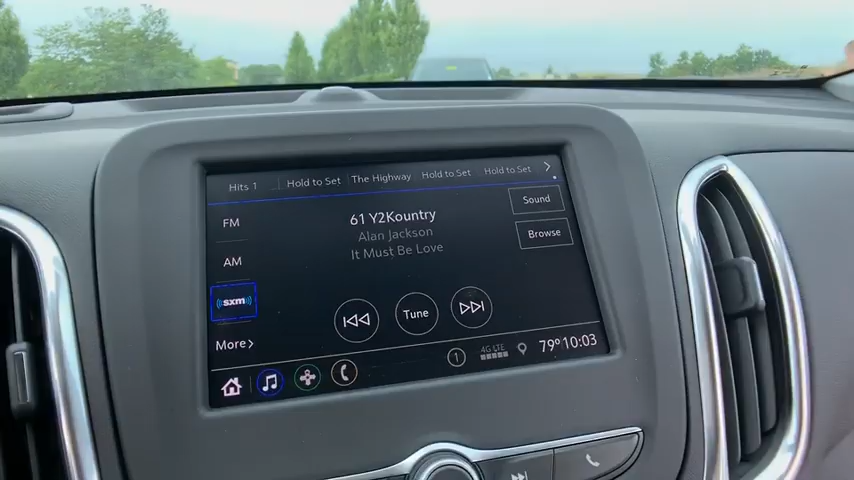 Hits 1
Hold to Set
The Highway
Hold to Set
Hold to Set
FM
61 Y2Kountry
Sound
Alan Jackson
AM
It Must Be Love
Browse
sxm
Tune
More
1
4G LTE
79° 10:03